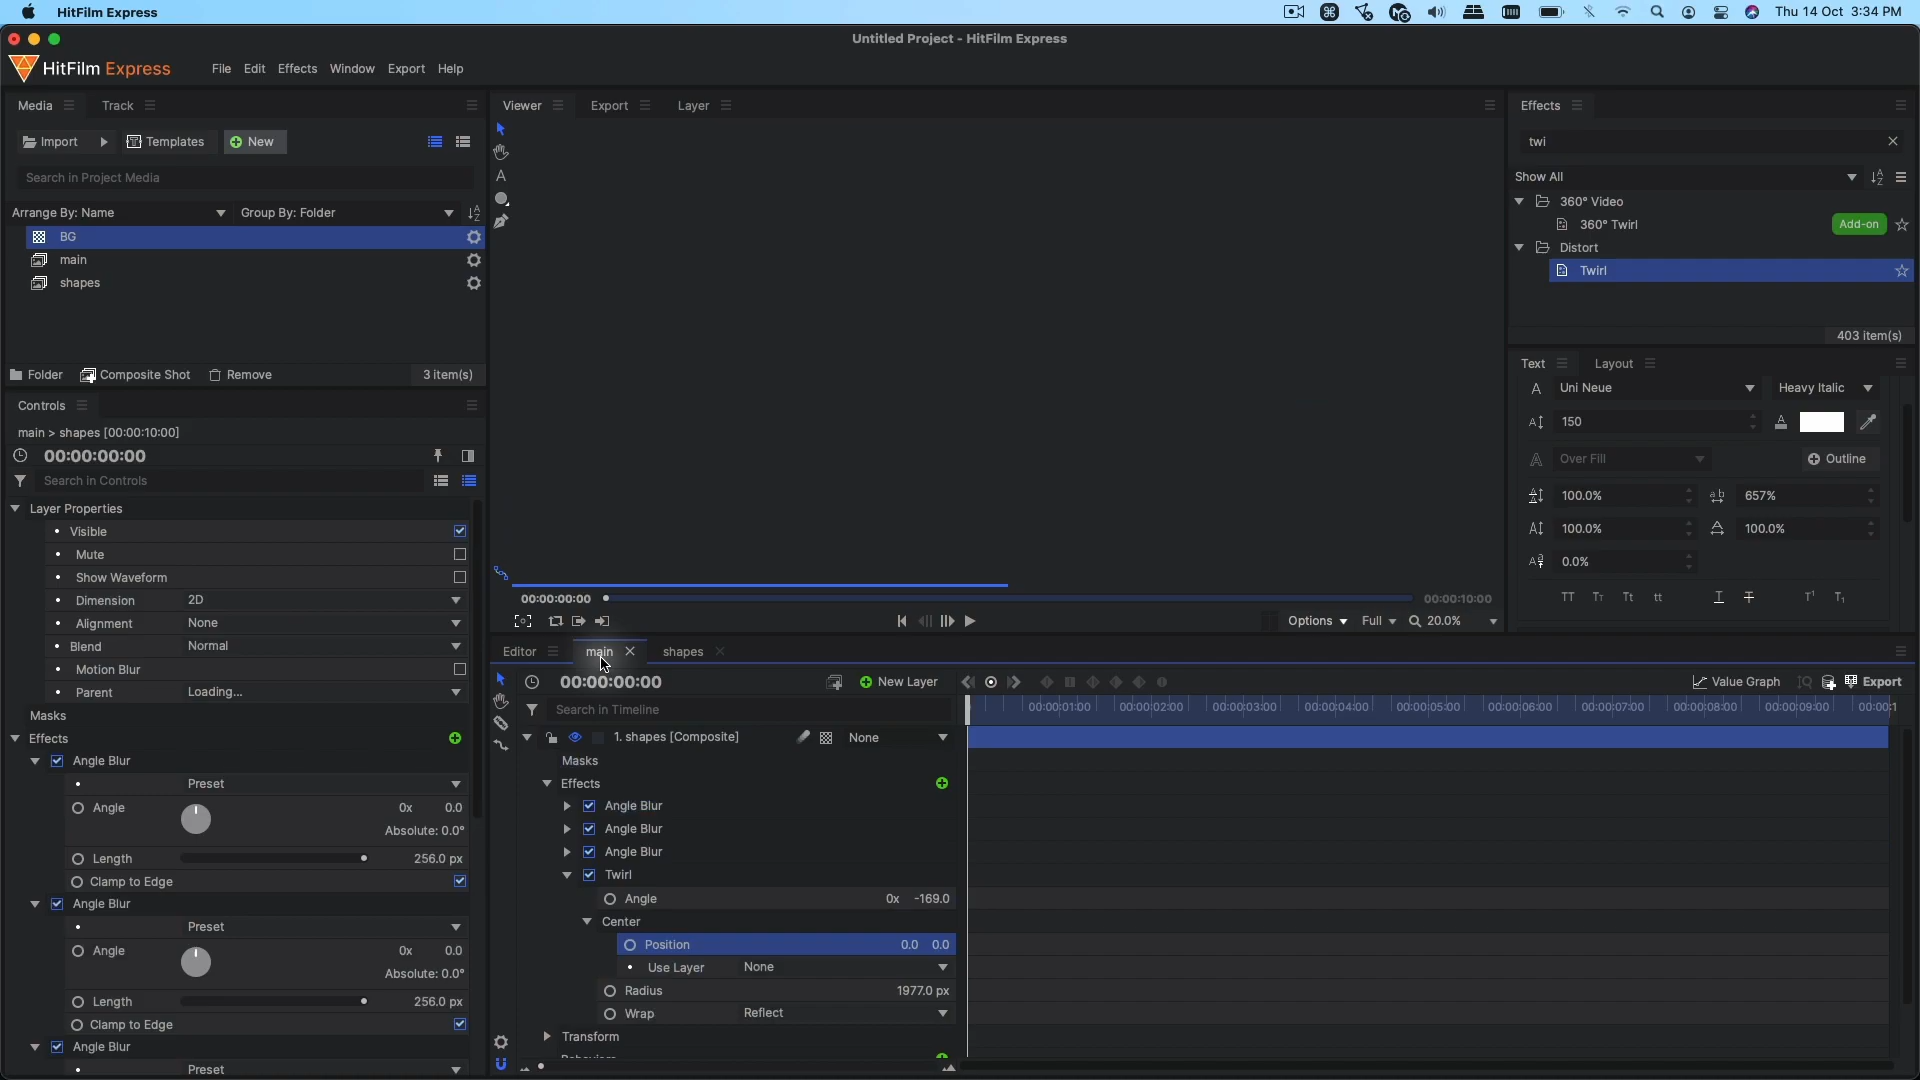 HitFilm Express
Thu 14 Oct 3:34 PM
Untitled Project - HitFilm Express
HitFilm Express
File Edit Effects Window Export Help
Media
Track
Import
Templates
New
Search in Project Media
Arrange By: Name
Group By: Folder
BG
main
shapes
Folder
Composite Shot
Remove
3 item(s)
Controls
main > shapes [00:00:10:00]
00:00:00:00
Search in Controls
Layer Properties
Visible
Mute
Show Waveform
Dimension 2D
Alignment None
Blend Normal
Motion Blur
Parent Loading...
Masks
Effects
Angle Blur
Preset
Angle 0x 0.0
Absolute: 0.0°
Length 256.0 px
Clamp to Edge
Angle Blur
Preset
Angle 0x 0.0
Absolute: 0.0°
Length 256.0 px
Clamp to Edge
Angle Blur
Preset
Viewer
Export
Layer
00:00:00:00
00:00:10:00
Options
Full
20.0%
Effects
twi
Show All
360° Video
360° Twirl
Add-on
Distort
Twirl
403 item(s)
Text
Layout
Uni Neue
Heavy Italic
150
Over Fill
Outline
100.0%
657%
100.0%
100.0%
0.0%
TT Tт Tt tt T T T¹ T₁
Editor
main
shapes
00:00:00:00
New Layer
Value Graph
Export
Search in Timeline
00:00:01:00 00:00:02:00 00:00:03:00 00:00:04:00 00:00:05:00 00:00:06:00 00:00:07:00 00:00:08:00 00:00:09:00 00:00:1
1. shapes [Composite]
None
Masks
Effects
Angle Blur
Angle Blur
Angle Blur
Twirl
Angle 0x -169.0
Center
Position 0.0 0.0
Use Layer None
Radius 1977.0 px
Wrap Reflect
Transform